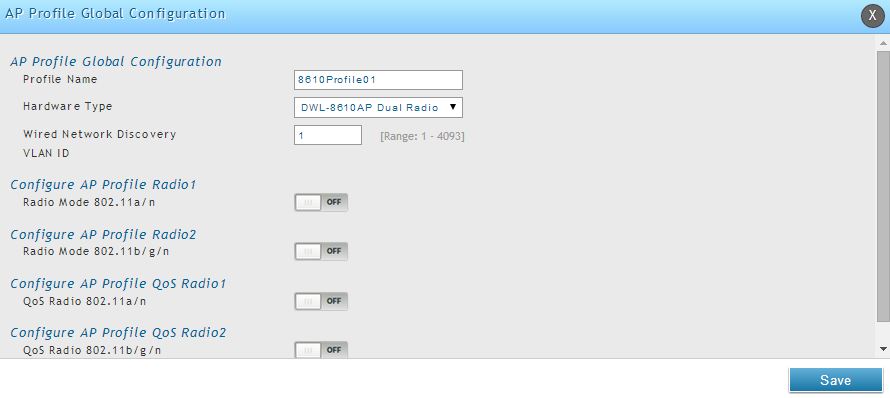 AP Profile Global Configuration
X
AP Profile Global Configuration
Profile Name
8610Profile01
Hardware Type
DWL-8610AP Dual Radio
Wired Network Discovery
VLAN ID
1
[Range: 1 - 4093]
Configure AP Profile Radio1
Radio Mode 802.11a/n
OFF
Configure AP Profile Radio2
Radio Mode 802.11b/g/n
OFF
Configure AP Profile QoS Radio1
QoS Radio 802.11a/n
OFF
Configure AP Profile QoS Radio2
QoS Radio 802.11b/g/n
OFF
Save